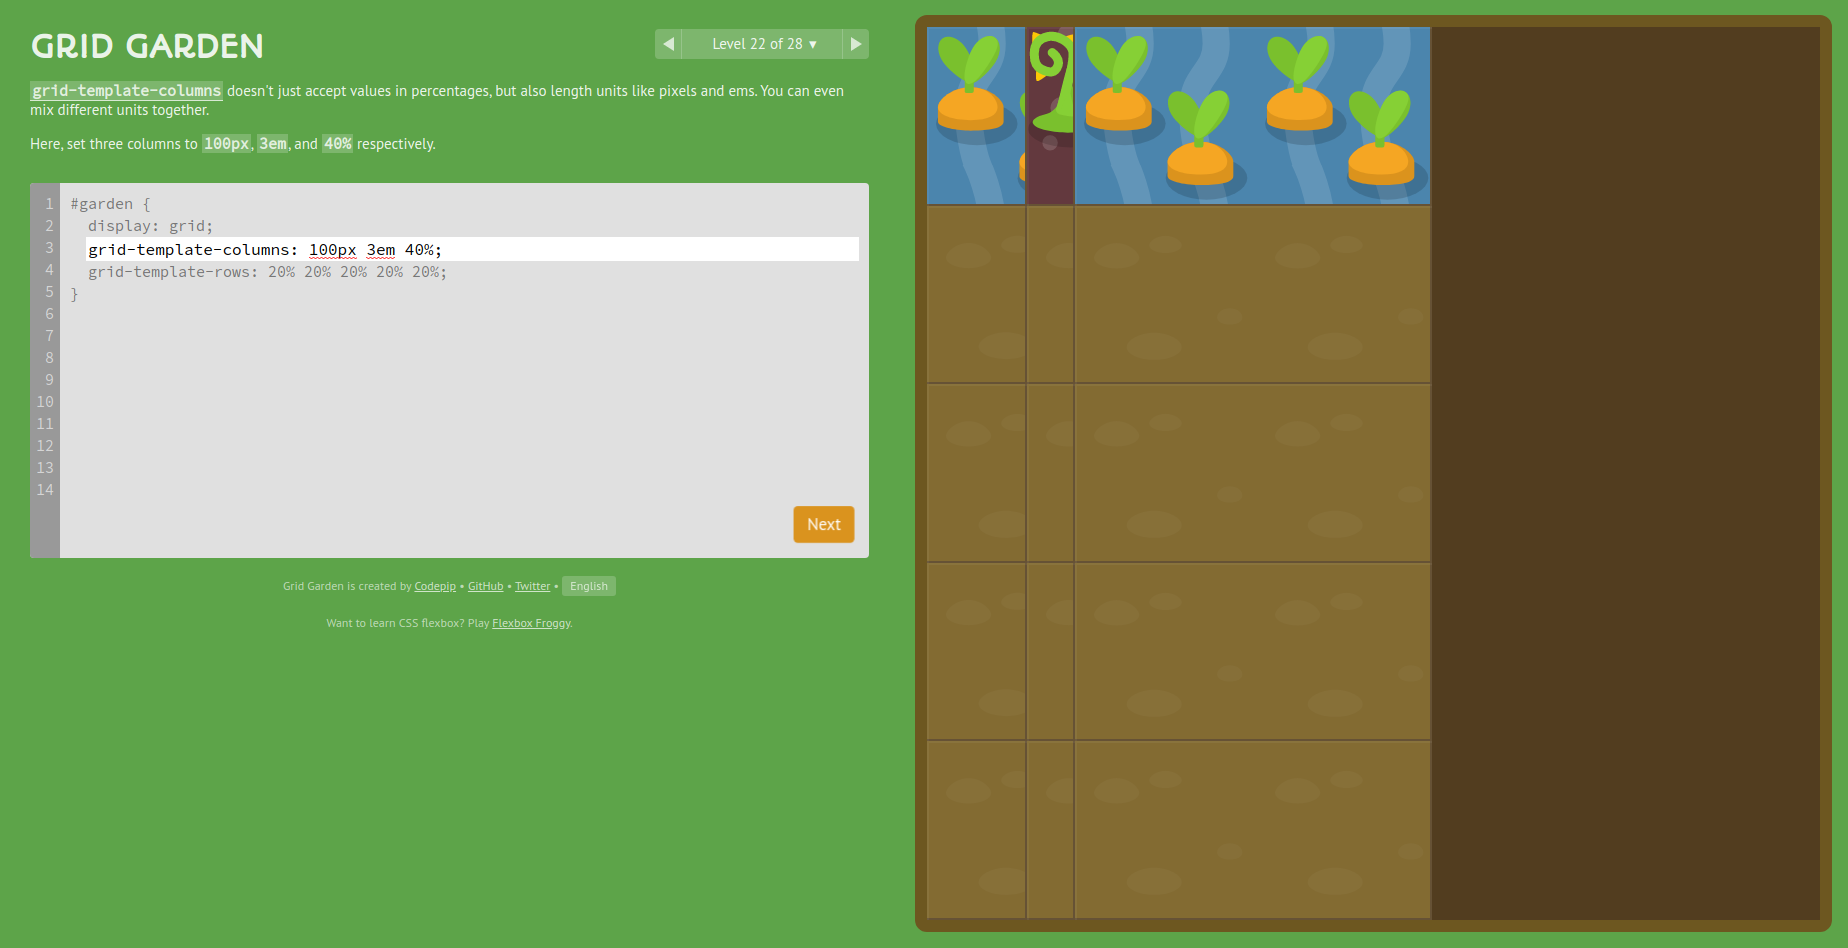 GRID GARDEN
◀ Level 22 of 28 ▼ ▶
grid-template-columns doesn't just accept values in percentages, but also length units like pixels and ems. You can even
mix different units together.
Here, set three columns to 100px, 3em, and 40% respectively.
1 #garden {
2 display: grid;
3 grid-template-columns: 100px 3em 40%;
4 grid-template-rows: 20% 20% 20% 20% 20%;
5 }
6
7
8
9
10
11
12
13
14
Next
Grid Garden is created by Codepip • GitHub • Twitter • English
Want to learn CSS flexbox? Play Flexbox Froggy.